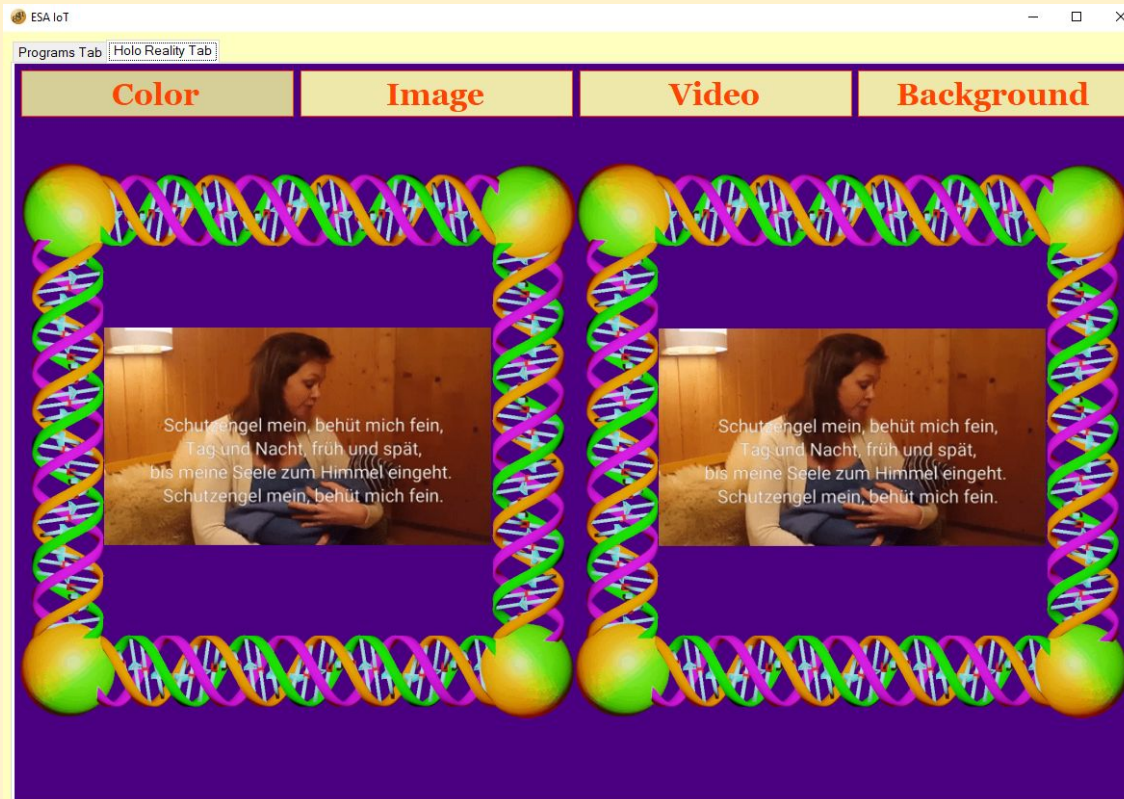 ESA IoT
Programs Tab
Holo Reality Tab
Color
Image
Video
Background
Schutzengel mein, behüt mich fein,
Tag und Nacht, früh und spät,
bis meine Seele zum Himmel eingeht.
Schutzengel mein, behüt mich fein.
Schutzengel mein, behüt mich fein,
Tag und Nacht, früh und spät,
bis meine Seele zum Himmel eingeht.
Schutzengel mein, behüt mich fein.